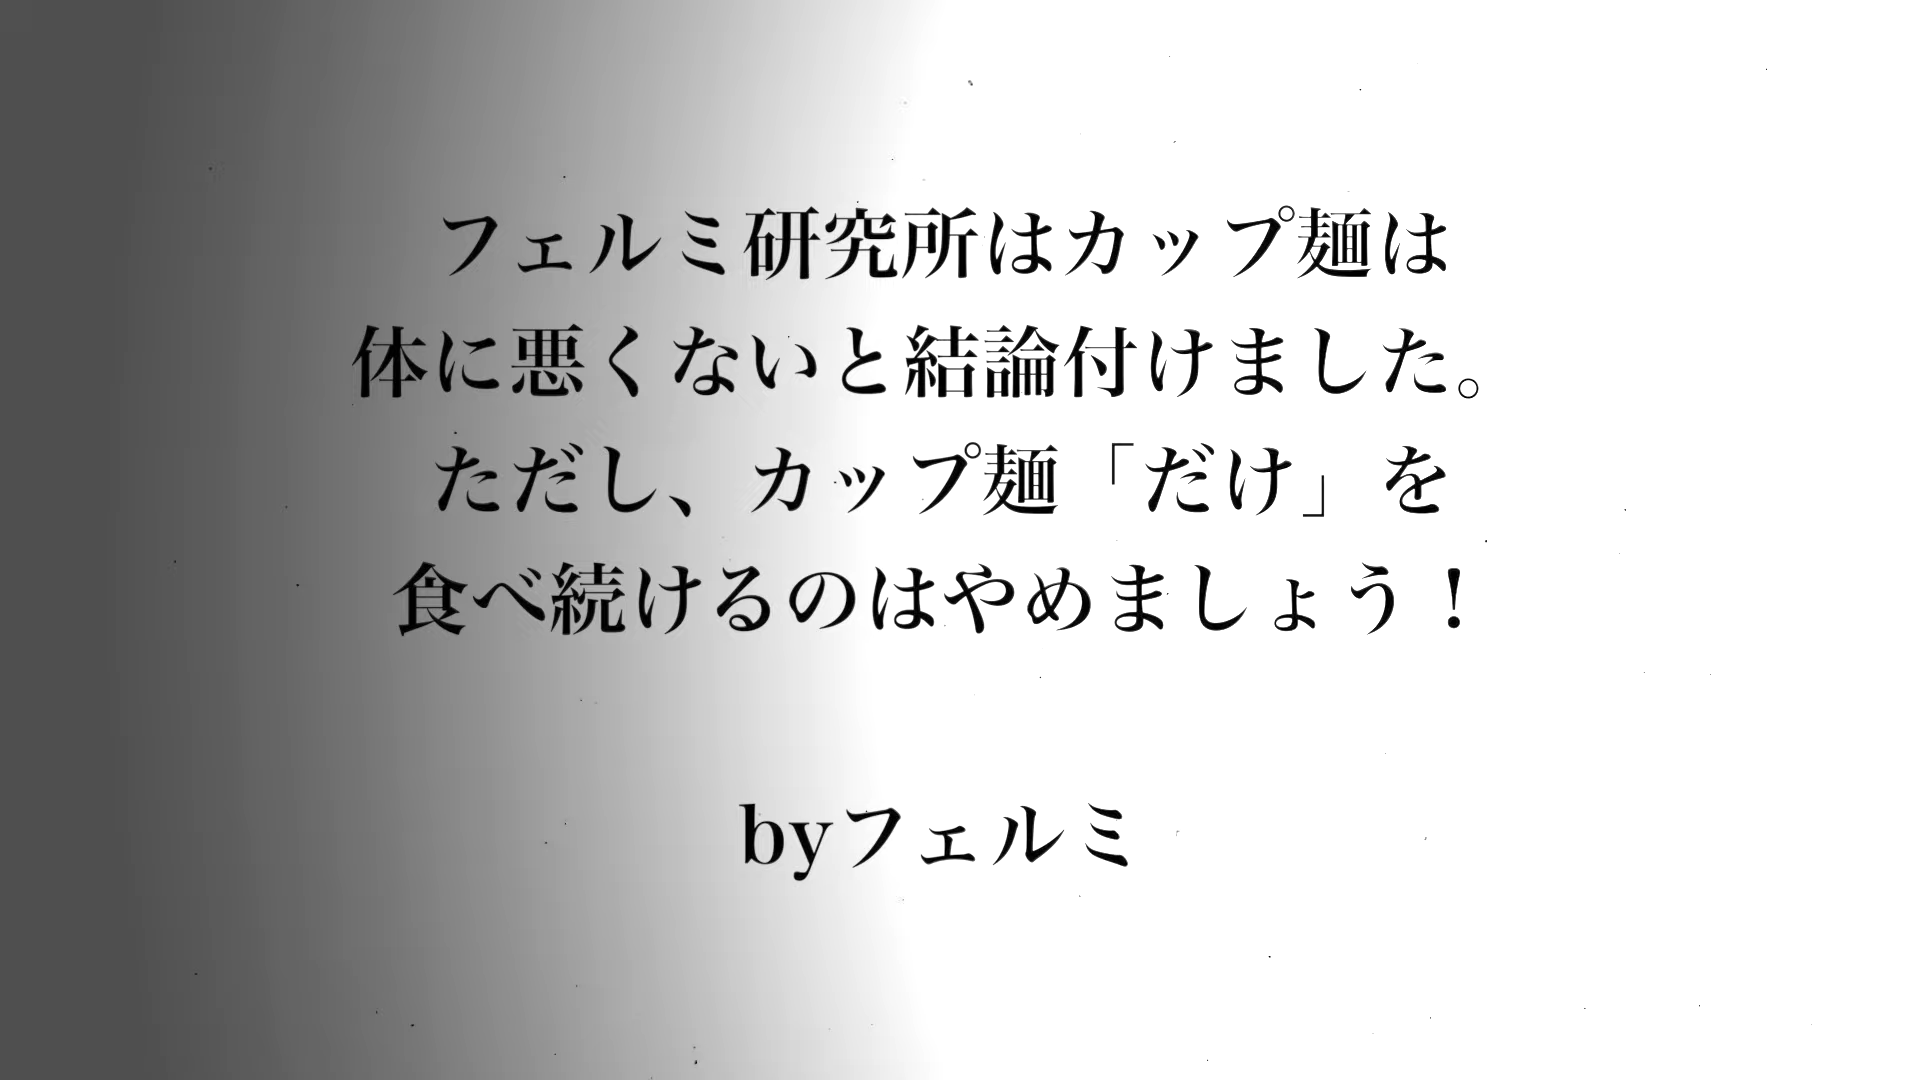 フェルミ研究所はカップ麺は
体に悪くないと結論付けました。
ただし、カップ麺「だけ」を
食べ続けるのはやめましょう！
byフェルミ